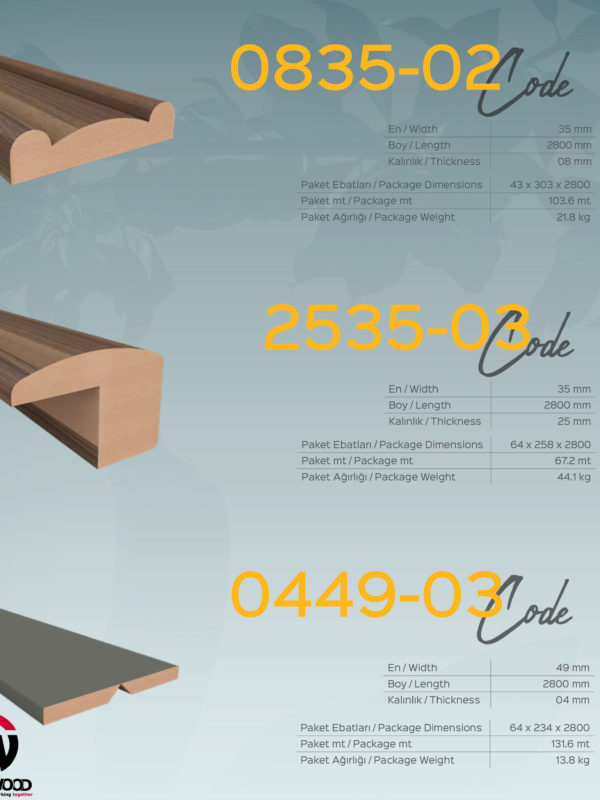 0835-02 Code
En / Width 35 mm
Boy / Length 2800 mm
Kalınlık / Thickness 08 mm
Paket Ebatları / Package Dimensions 43 x 303 x 2800
Paket mt / Package mt 103.6 mt
Paket Ağırlığı / Package Weight 21.8 kg
2535-03 Code
En / Width 35 mm
Boy / Length 2800 mm
Kalınlık / Thickness 25 mm
Paket Ebatları / Package Dimensions 64 x 258 x 2800
Paket mt / Package mt 67.2 mt
Paket Ağırlığı / Package Weight 44.1 kg
0449-03 Code
En / Width 49 mm
Boy / Length 2800 mm
Kalınlık / Thickness 04 mm
Paket Ebatları / Package Dimensions 64 x 234 x 2800
Paket mt / Package mt 131.6 mt
Paket Ağırlığı / Package Weight 13.8 kg
WOOD
rking together